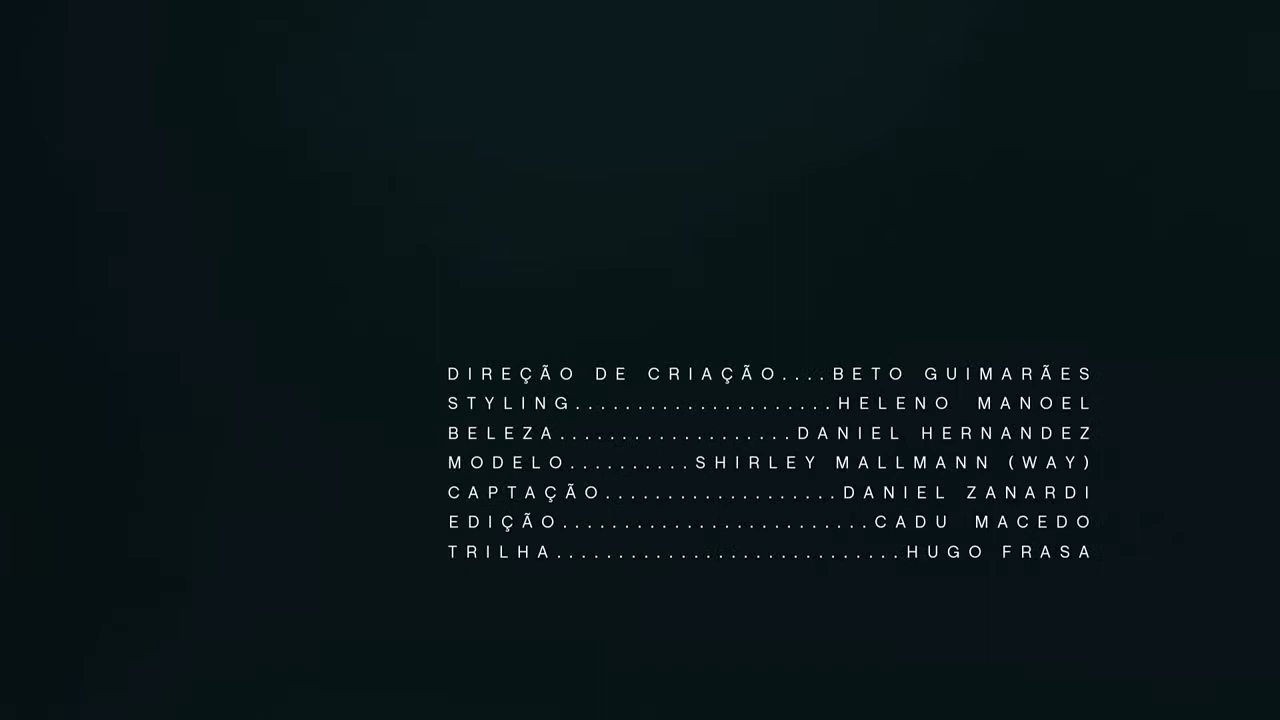 DIREÇÃO DE CRIAÇÃO....BETO GUIMARÃES
STYLING.....................HELENO MANOEL
BELEZA...................DANIEL HERNANDEZ
MODELO..........SHIRLEY MALLMANN (WAY)
CAPTAÇÃO...................DANIEL ZANARDI
EDIÇÃO.........................CADU MACEDO
TRILHA............................HUGO FRASA